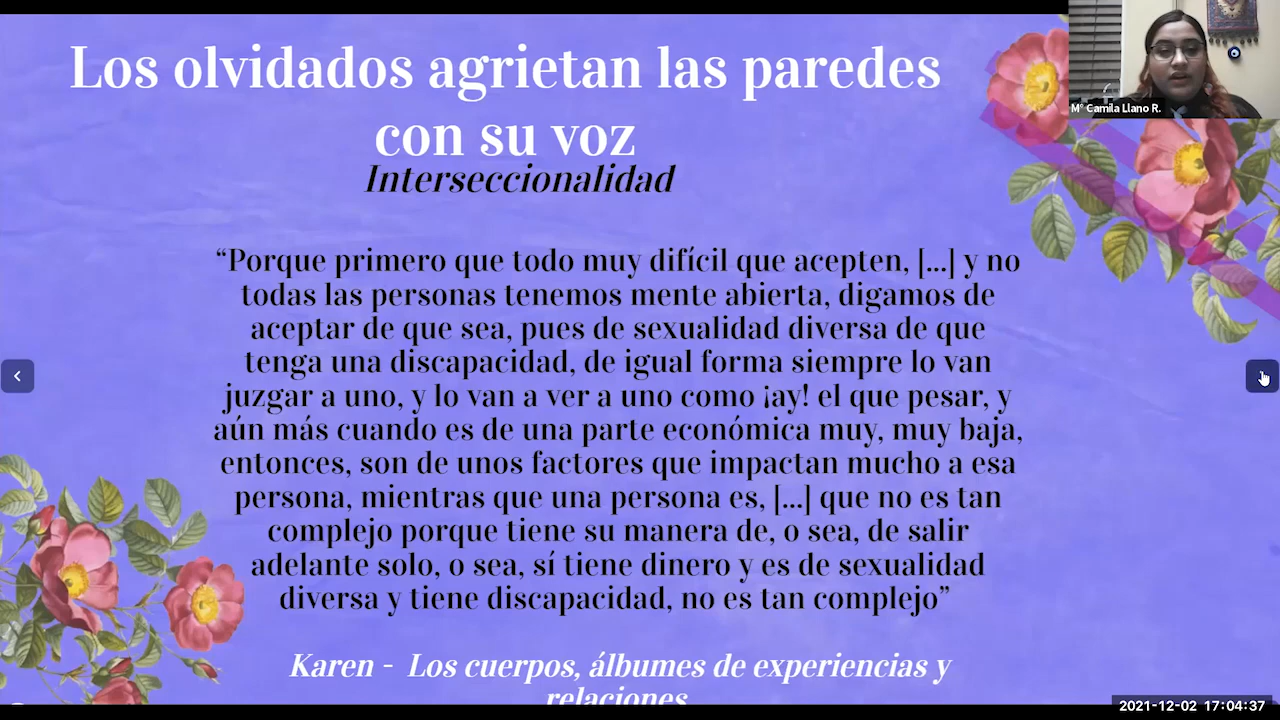 Los olvidados agrietan las paredes
con su voz
Interseccionalidad
M° Camila Llano R.
“Porque primero que todo muy difícil que acepten, [...] y no
todas las personas tenemos mente abierta, digamos de
aceptar de que sea, pues de sexualidad diversa de que
tenga una discapacidad, de igual forma siempre lo van
juzgar a uno, y lo van a ver a uno como ¡ay! el que pesar, y
aún más cuando es de una parte económica muy, muy baja,
entonces, son de unos factores que impactan mucho a esa
persona, mientras que una persona es, [...] que no es tan
complejo porque tiene su manera de, o sea, de salir
adelante solo, o sea, sí tiene dinero y es de sexualidad
diversa y tiene discapacidad, no es tan complejo”
Karen - Los cuerpos, álbumes de experiencias y
relaciones
2021-12-02 17:04:37